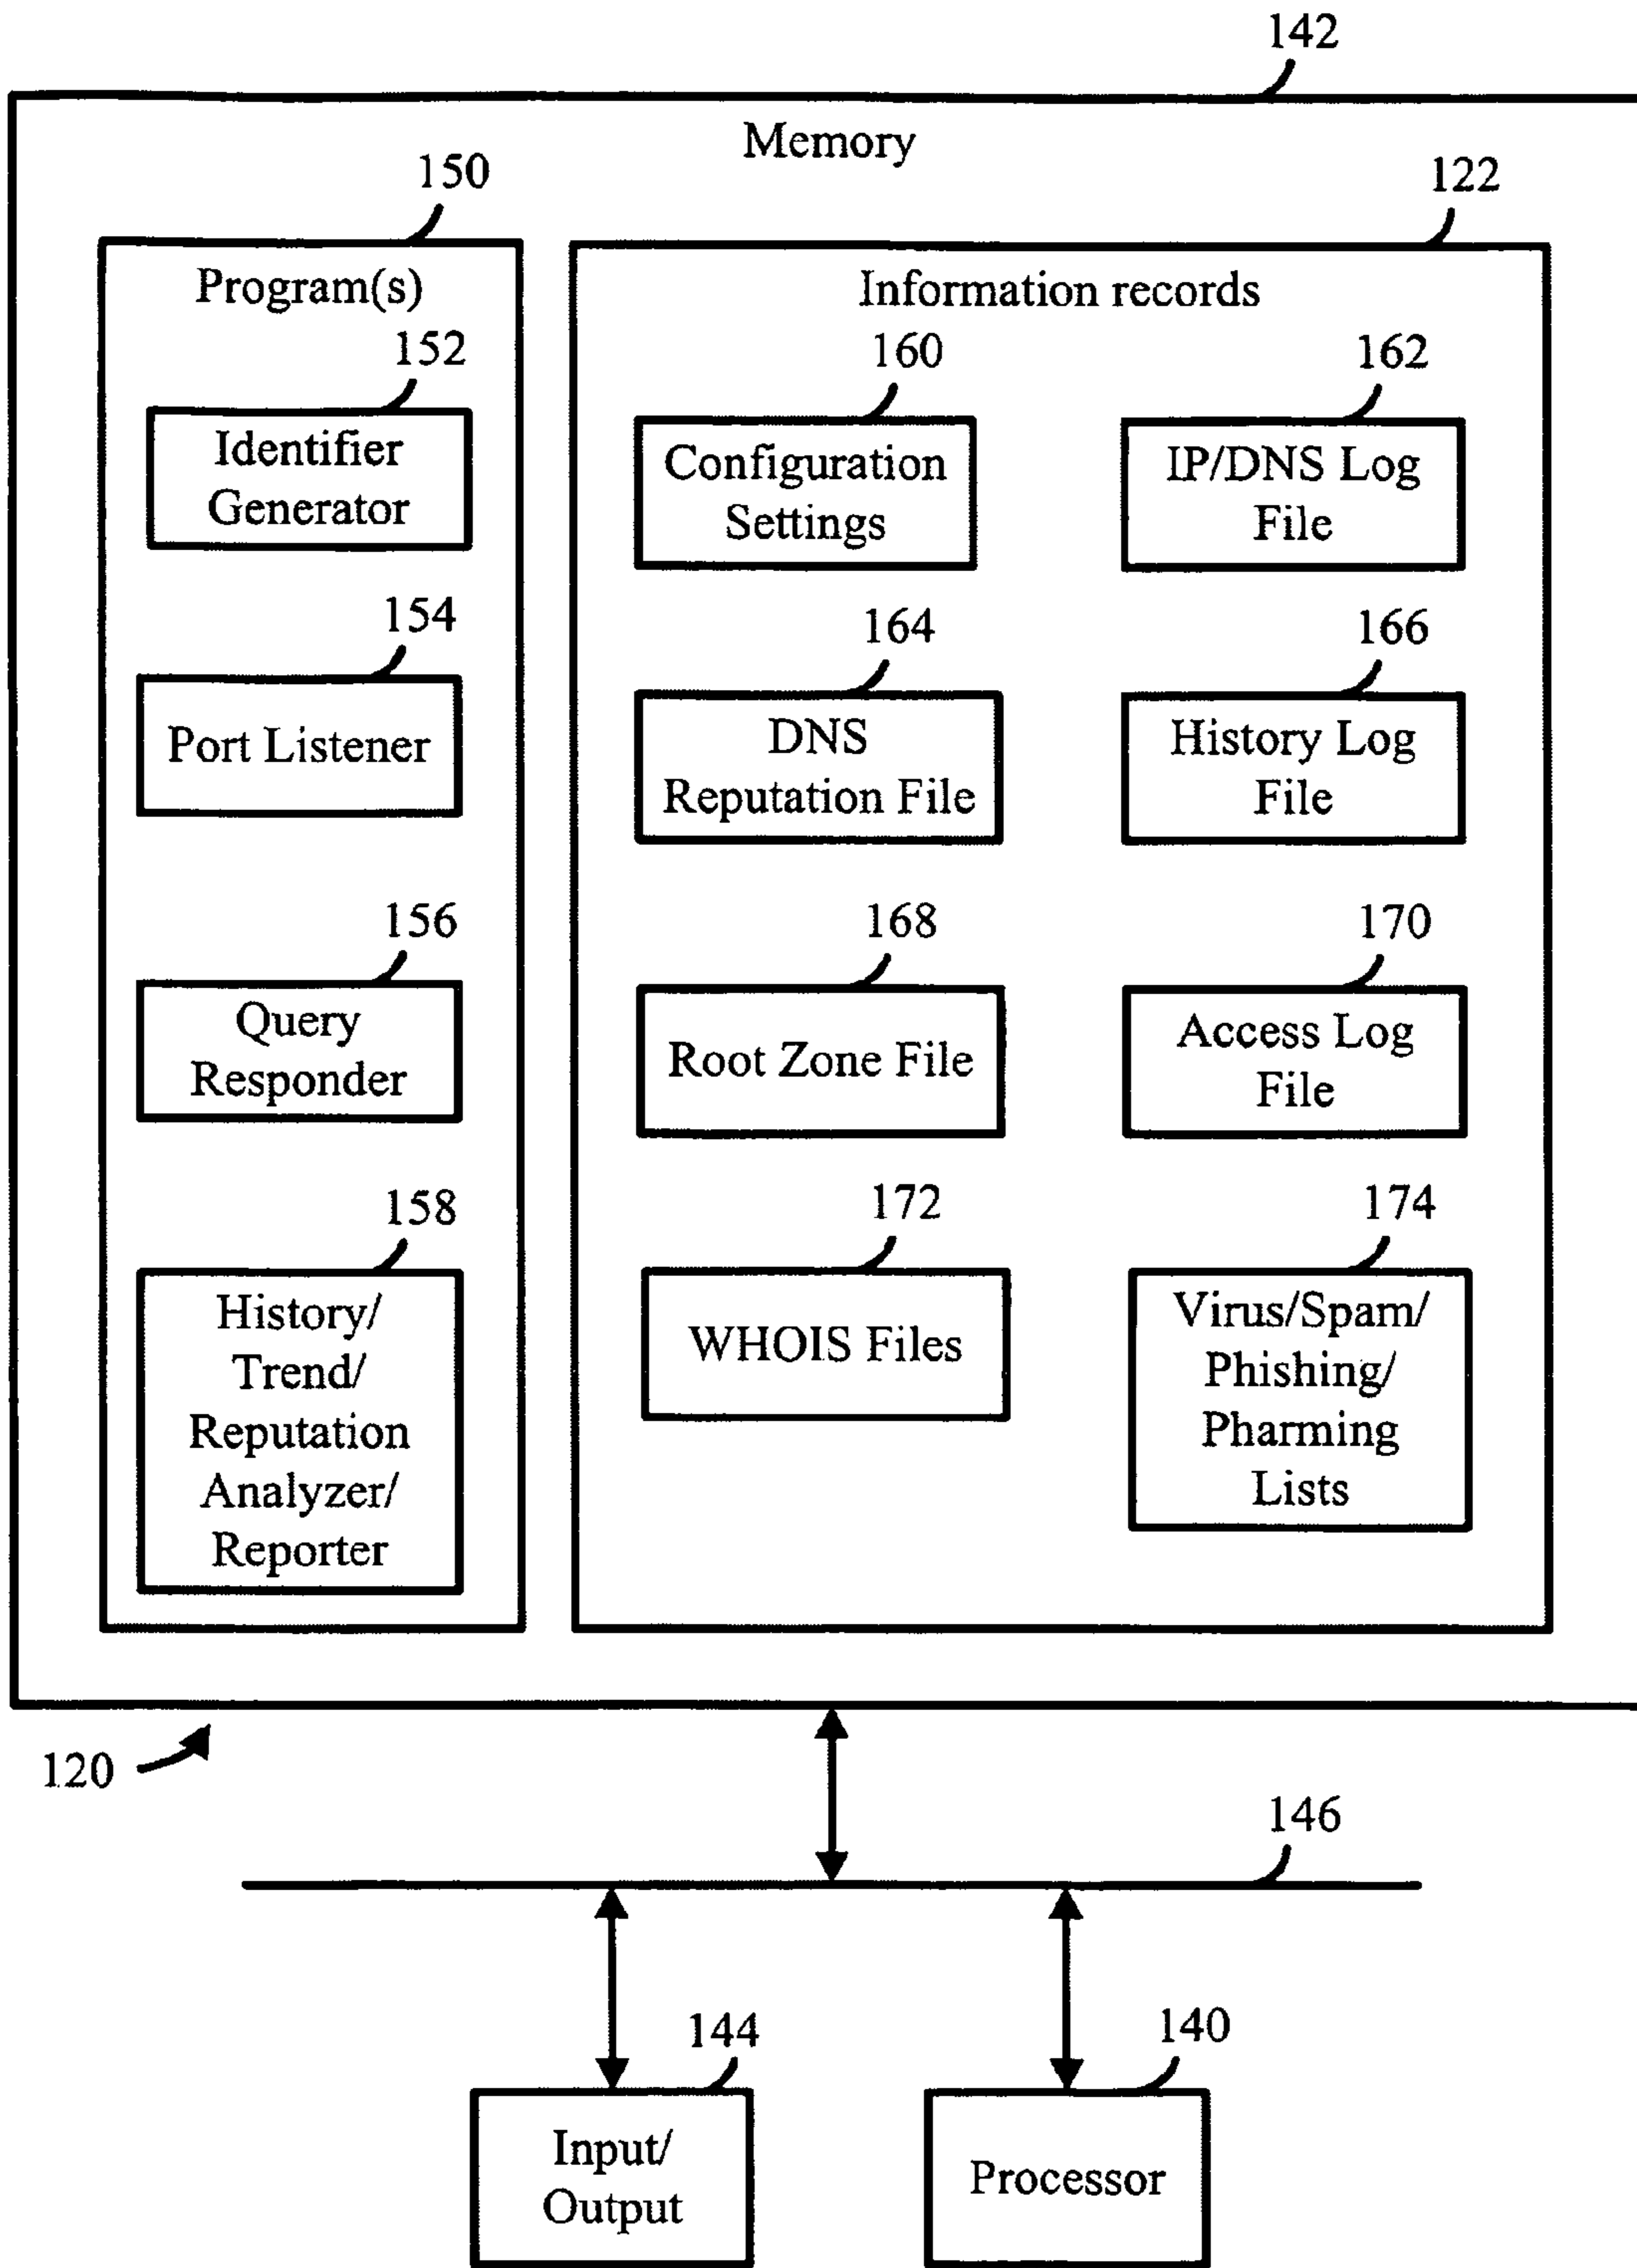 142
Memory
150
122
Program(s)
Information records
152
160
162
Identifier
Generator
Configuration
Settings
IP/DNS Log
File
154
164
166
Port Listener
DNS
Reputation File
History Log
File
156
168
170
Query
Responder
Root Zone File
Access Log
File
158
172
174
History/
Trend/
Reputation
Analyzer/
Reporter
WHOIS Files
Virus/Spam/
Phishing/
Pharming
Lists
120
146
144
140
Input/
Output
Processor